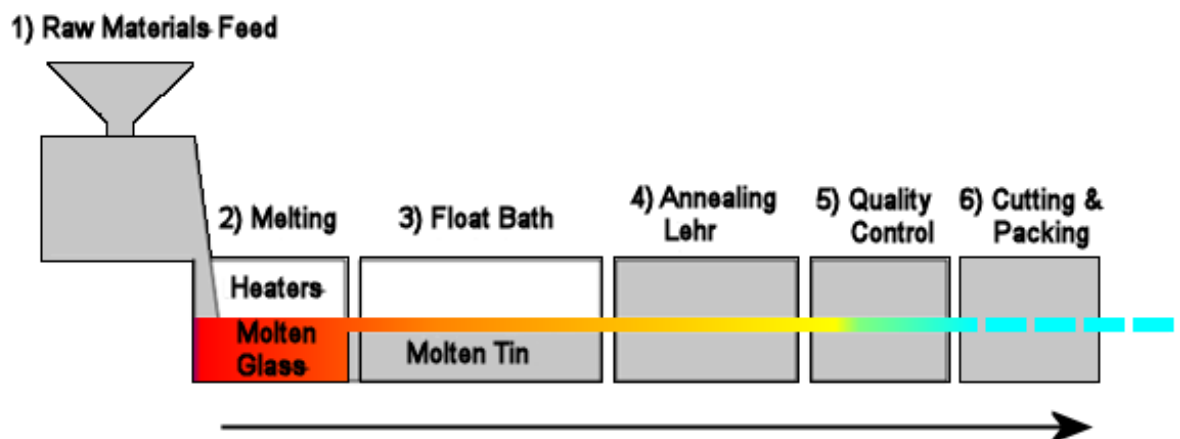 1) Raw Materials Feed
2) Melting
3) Float Bath
4) Annealing
Lehr
5) Quality
Control
6) Cutting &
Packing
Heaters
Molten
Glass
Molten Tin